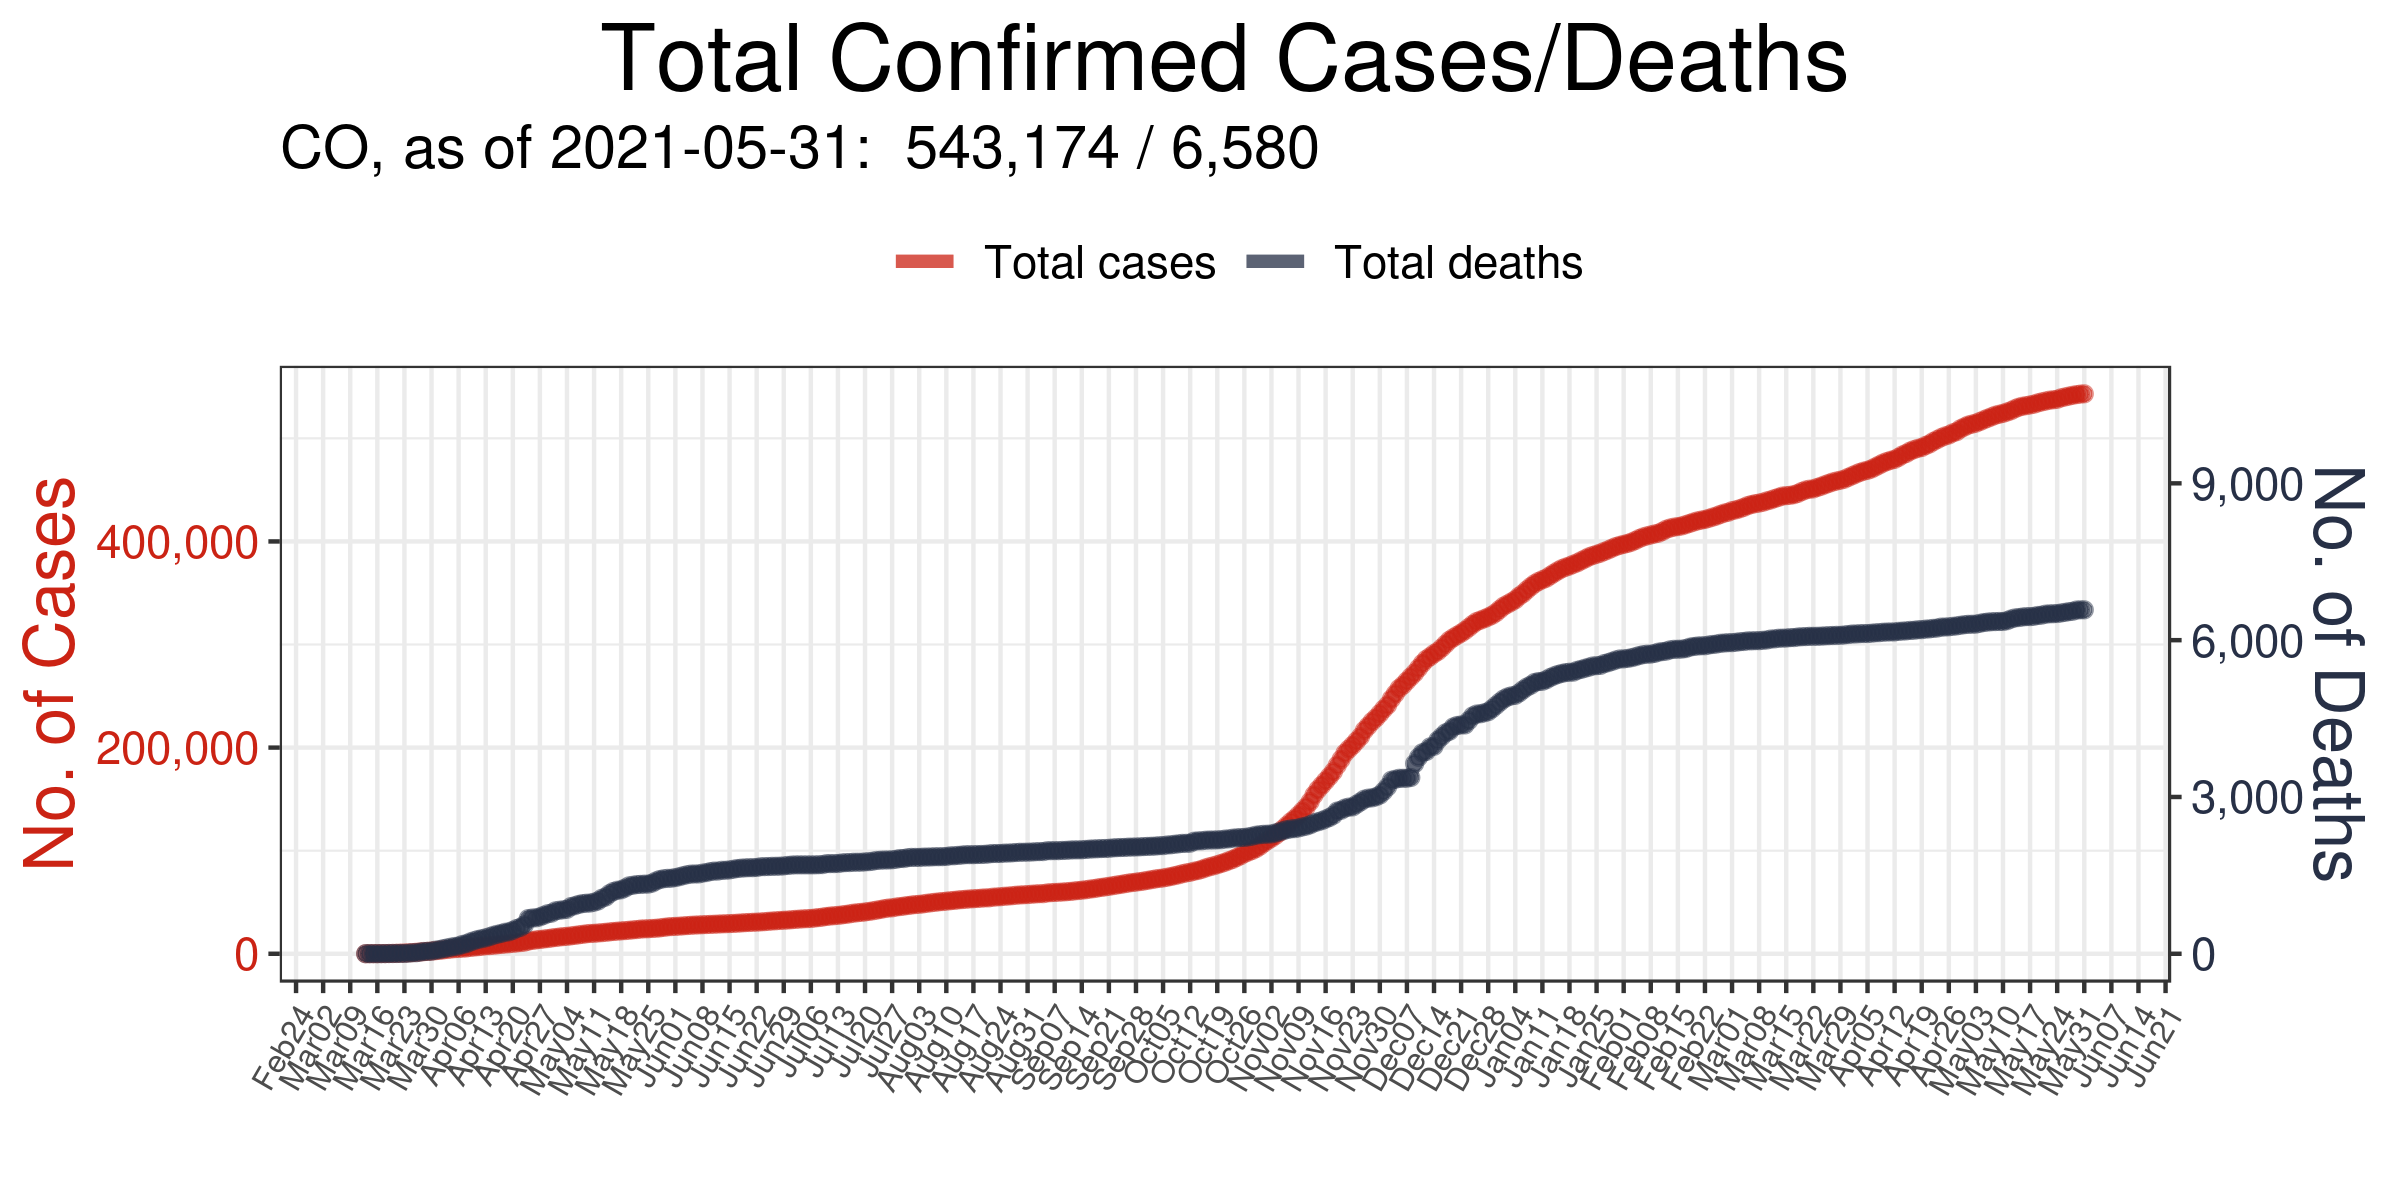 Total Confirmed Cases/Deaths
CO, as of 2021-05-31:  543,174 / 6,580
Total cases
Total deaths
No. of Cases
400,000
200,000
0
9,000
6,000
3,000
0
No. of Deaths
Feb24
Mar02
Mar09
Mar16
Mar23
Mar30
Apr06
Apr13
Apr20
Apr27
May04
May11
May18
May25
Jun01
Jun08
Jun15
Jun22
Jun29
Jul06
Jul13
Jul20
Jul27
Aug03
Aug10
Aug17
Aug24
Aug31
Sep07
Sep14
Sep21
Sep28
Oct05
Oct12
Oct19
Oct26
Nov02
Nov09
Nov16
Nov23
Nov30
Dec07
Dec14
Dec21
Dec28
Jan04
Jan11
Jan18
Jan25
Feb01
Feb08
Feb15
Feb22
Mar01
Mar08
Mar15
Mar22
Mar29
Apr05
Apr12
Apr19
Apr26
May03
May10
May17
May24
May31
Jun07
Jun14
Jun21